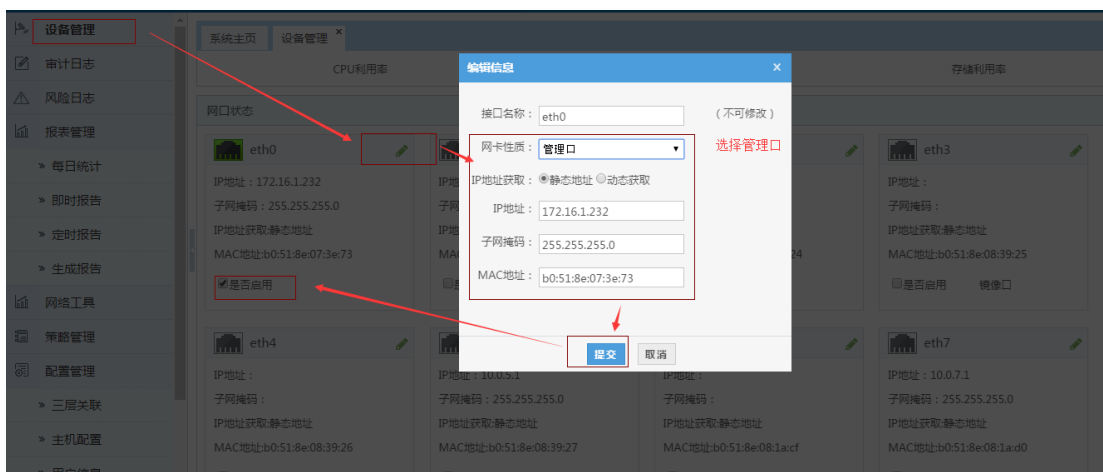 设备管理
审计日志
风险日志
报表管理
» 每日统计
» 即时报告
» 定时报告
» 生成报告
网络工具
策略管理
配置管理
» 三层关联
» 主机配置
系统主页 设备管理 ×
CPU利用率
存储利用率
网口状态
eth0
IP地址：172.16.1.232
子网掩码：255.255.255.0
IP地址获取:静态地址
MAC地址:b0:51:8e:07:3e:73
是否启用
编辑信息 ×
接口名称： eth0 （不可修改）
网卡性质： 管理口 选择管理口
IP地址获取： 静态地址 动态获取
IP地址： 172.16.1.232
子网掩码： 255.255.255.0
MAC地址： b0:51:8e:07:3e:73
提交 取消
24
eth3
IP地址：
子网掩码：
IP地址获取:静态地址
MAC地址:b0:51:8e:08:39:25
是否启用 镜像口
eth4
IP地址：
子网掩码：
IP地址获取:静态地址
MAC地址:b0:51:8e:08:39:26
IP地址：10.0.5.1
子网掩码：255.255.255.0
IP地址获取:静态地址
MAC地址:b0:51:8e:08:39:27
IP地址：
子网掩码：
IP地址获取:静态地址
MAC地址:b0:51:8e:08:1a:cf
eth7
IP地址：10.0.7.1
子网掩码：255.255.255.0
IP地址获取:静态地址
MAC地址:b0:51:8e:08:1a:d0